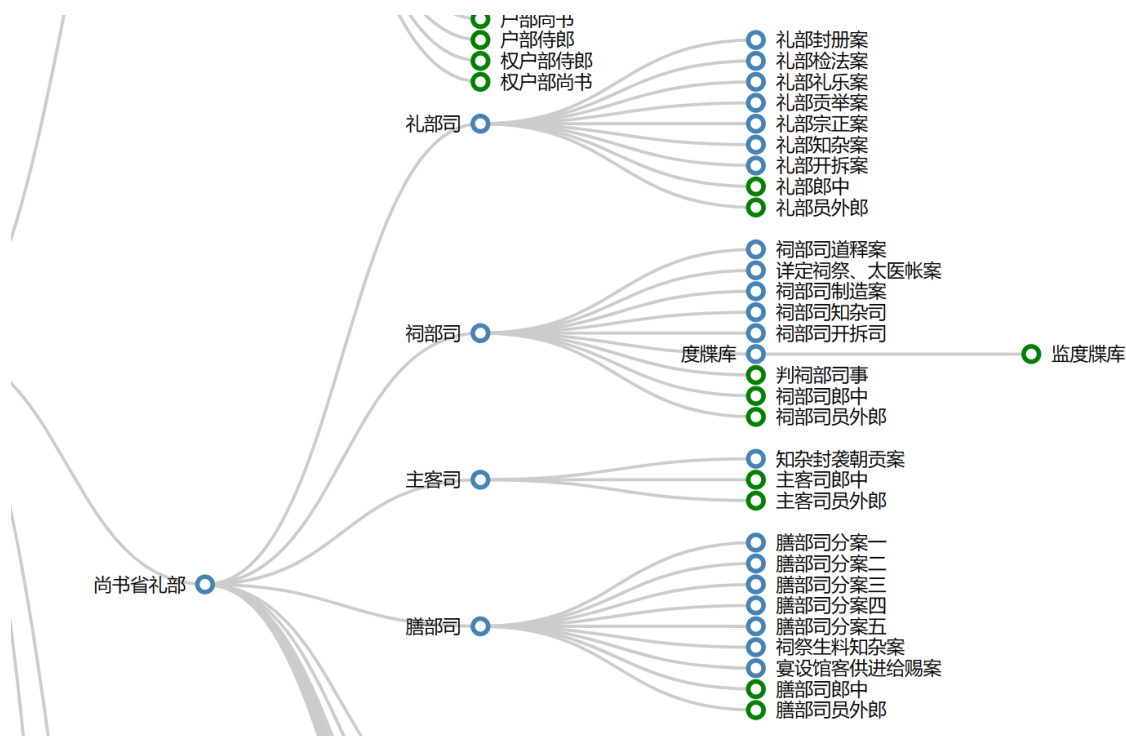 户部尚书
户部侍郎
权户部侍郎
权户部尚书
礼部司
礼部封册案
礼部检法案
礼部礼乐案
礼部贡举案
礼部宗正案
礼部知杂案
礼部开拆案
礼部郎中
礼部员外郎
祠部司
祠部司道释案
详定祠祭、太医帐案
祠部司制造案
祠部司知杂司
祠部司开拆司
度牒库
监度牒库
判祠部司事
祠部司郎中
祠部司员外郎
主客司
知杂封袭朝贡案
主客司郎中
主客司员外郎
尚书省礼部
膳部司
膳部司分案一
膳部司分案二
膳部司分案三
膳部司分案四
膳部司分案五
祠祭生料知杂案
宴设馆客供进给赐案
膳部司郎中
膳部司员外郎